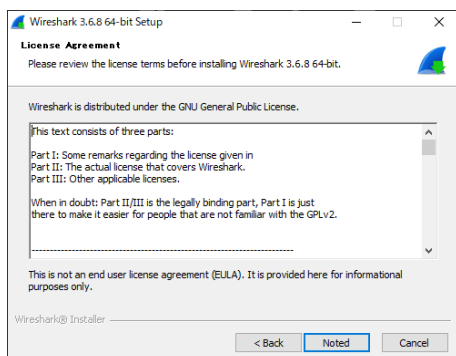 Wireshark 3.6.8 64-bit Setup
License Agreement
Please review the license terms before installing Wireshark 3.6.8 64-bit.
Wireshark is distributed under the GNU General Public License.
This text consists of three parts:
Part I: Some remarks regarding the license given in
Part II: The actual license that covers Wireshark.
Part III: Other applicable licenses.
When in doubt: Part II/III is the legally binding part, Part I is just
there to make it easier for people that are not familiar with the GPLv2.
------------------------------------------------------------------------
This is not an end user license agreement (EULA). It is provided here for informational
purposes only.
Wireshark® Installer
< Back
Noted
Cancel